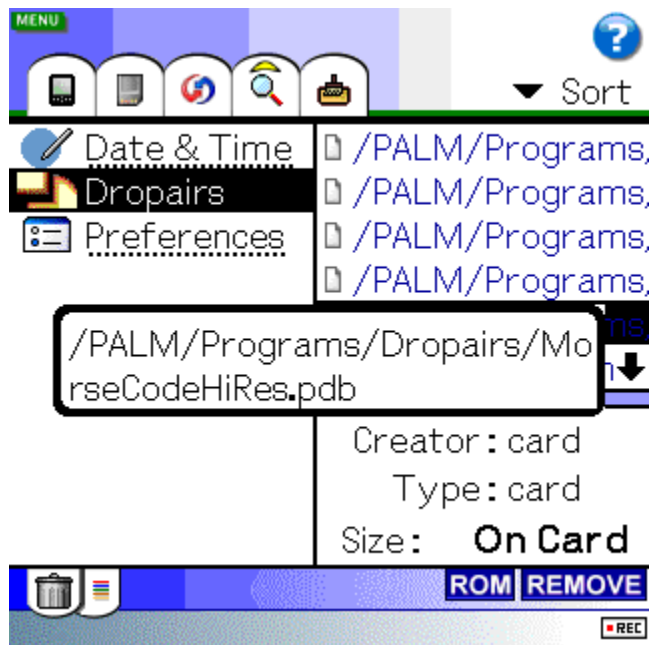 MENU
?
Sort
Date & Time
Dropairs
Preferences
/PALM/Programs/
/PALM/Programs/
/PALM/Programs/
/PALM/Programs/
ms/
/PALM/Programs/Dropairs/Mo
rseCodeHiRes.pdb
Creator: card
Type: card
Size: On Card
ROM REMOVE
REC